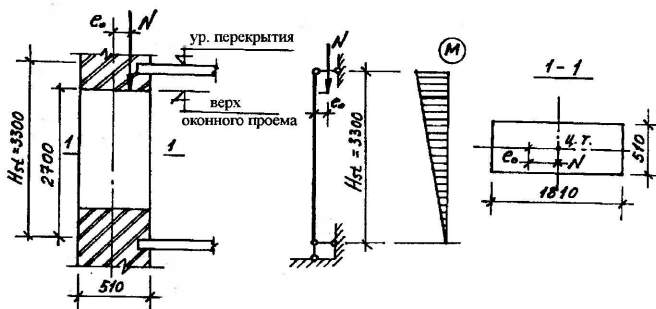 e₀ N
ур. перекрытия
верх
оконного проема
1 1
Hst = 3300
2700
510
N
e₀
Hst = 3300
M
1-1
ц.т.
e₀
N
510
1810